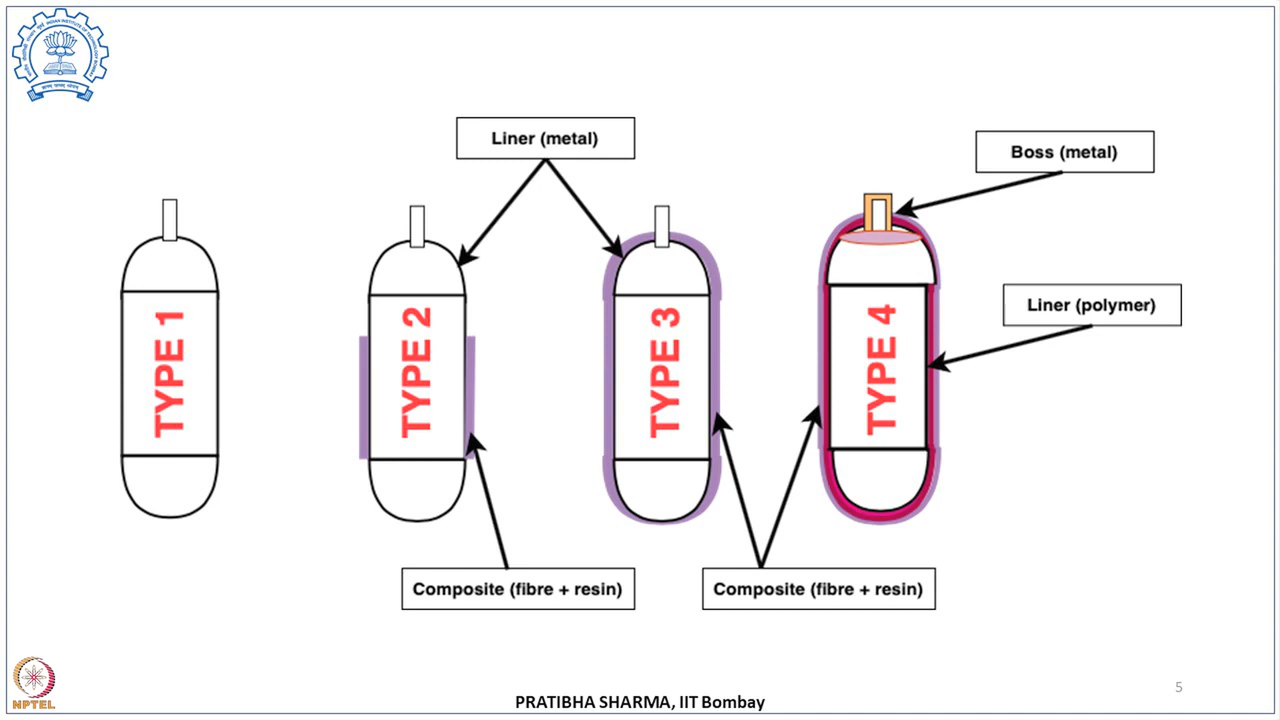 Liner (metal)
Boss (metal)
TYPE 1
TYPE 2
TYPE 3
TYPE 4
Liner (polymer)
Composite (fibre + resin)
Composite (fibre + resin)
NPTEL
PRATIBHA SHARMA, IIT Bombay
5